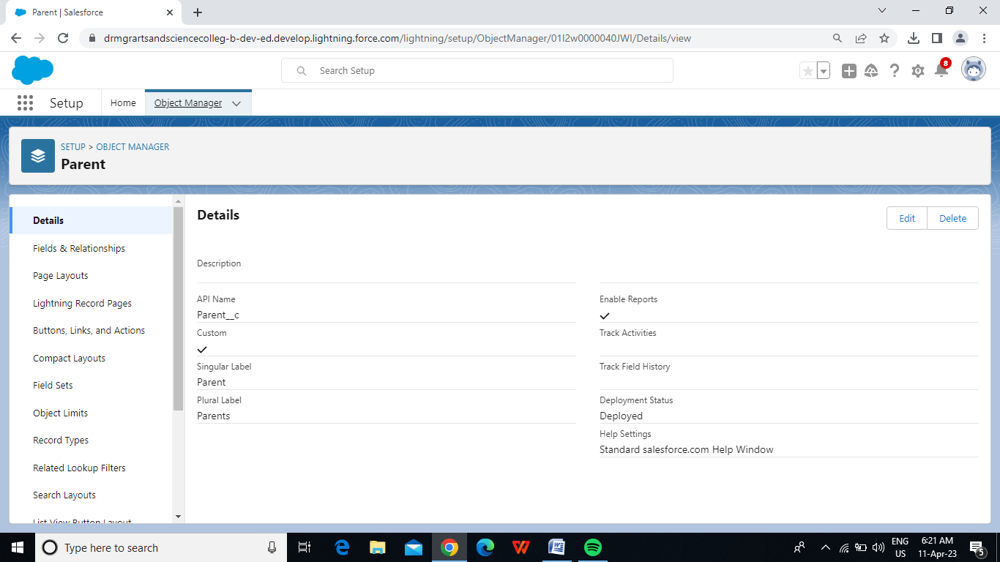 Parent | Salesforce
drmgrartsandsciencecolleg-b-dev-ed.develop.lightning.force.com/lightning/setup/ObjectManager/01I2w0000040JWI/Details/view
Search Setup
8
Setup
Home
Object Manager
SETUP > OBJECT MANAGER
Parent
Details
Fields & Relationships
Page Layouts
Lightning Record Pages
Buttons, Links, and Actions
Compact Layouts
Field Sets
Object Limits
Record Types
Related Lookup Filters
Search Layouts
List View Button Layout
Details
Edit
Delete
Description
API Name
Parent__c
Custom
Singular Label
Parent
Plural Label
Parents
Enable Reports
Track Activities
Track Field History
Deployment Status
Deployed
Help Settings
Standard salesforce.com Help Window
Type here to search
ENG
US
6:21 AM
11-Apr-23
5